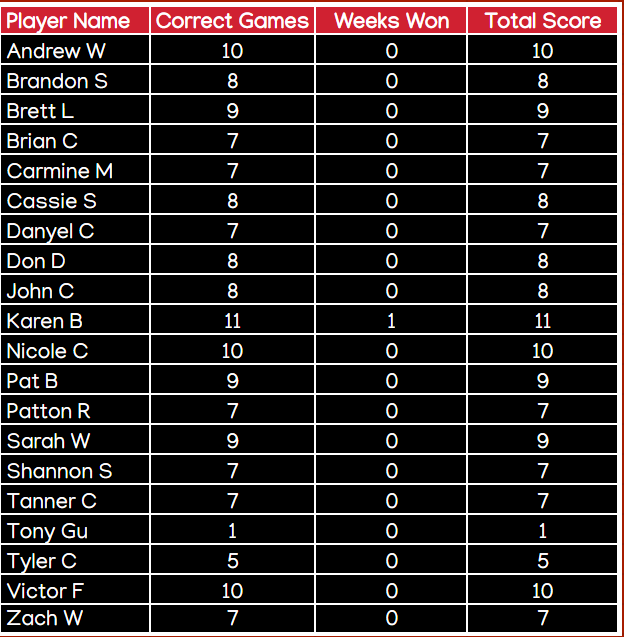 Player Name Correct Games Weeks Won Total Score
Andrew W 10 0 10
Brandon S 8 0 8
Brett L 9 0 9
Brian C 7 0 7
Carmine M 7 0 7
Cassie S 8 0 8
Danyel C 7 0 7
Don D 8 0 8
John C 8 0 8
Karen B 11 1 11
Nicole C 10 0 10
Pat B 9 0 9
Patton R 7 0 7
Sarah W 9 0 9
Shannon S 7 0 7
Tanner C 7 0 7
Tony Gu 1 0 1
Tyler C 5 0 5
Victor F 10 0 10
Zach W 7 0 7